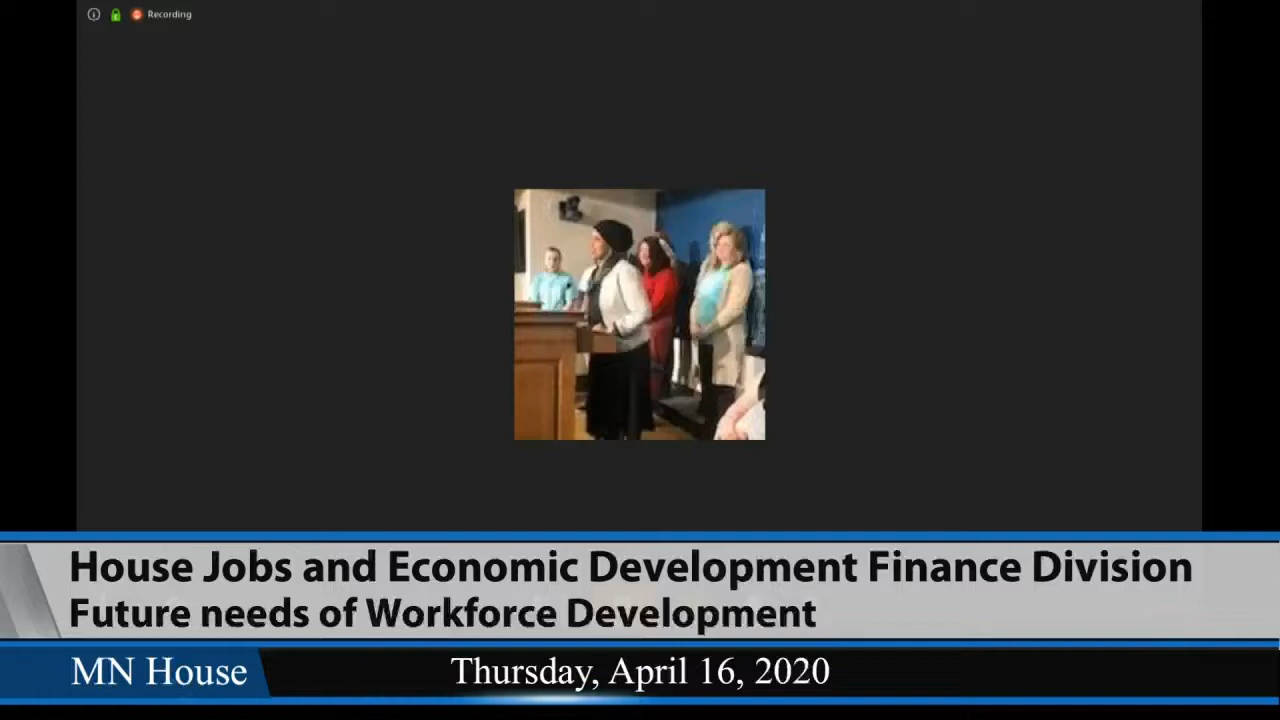 Recording
House Jobs and Economic Development Finance Division
Future needs of Workforce Development
MN House
Thursday, April 16, 2020